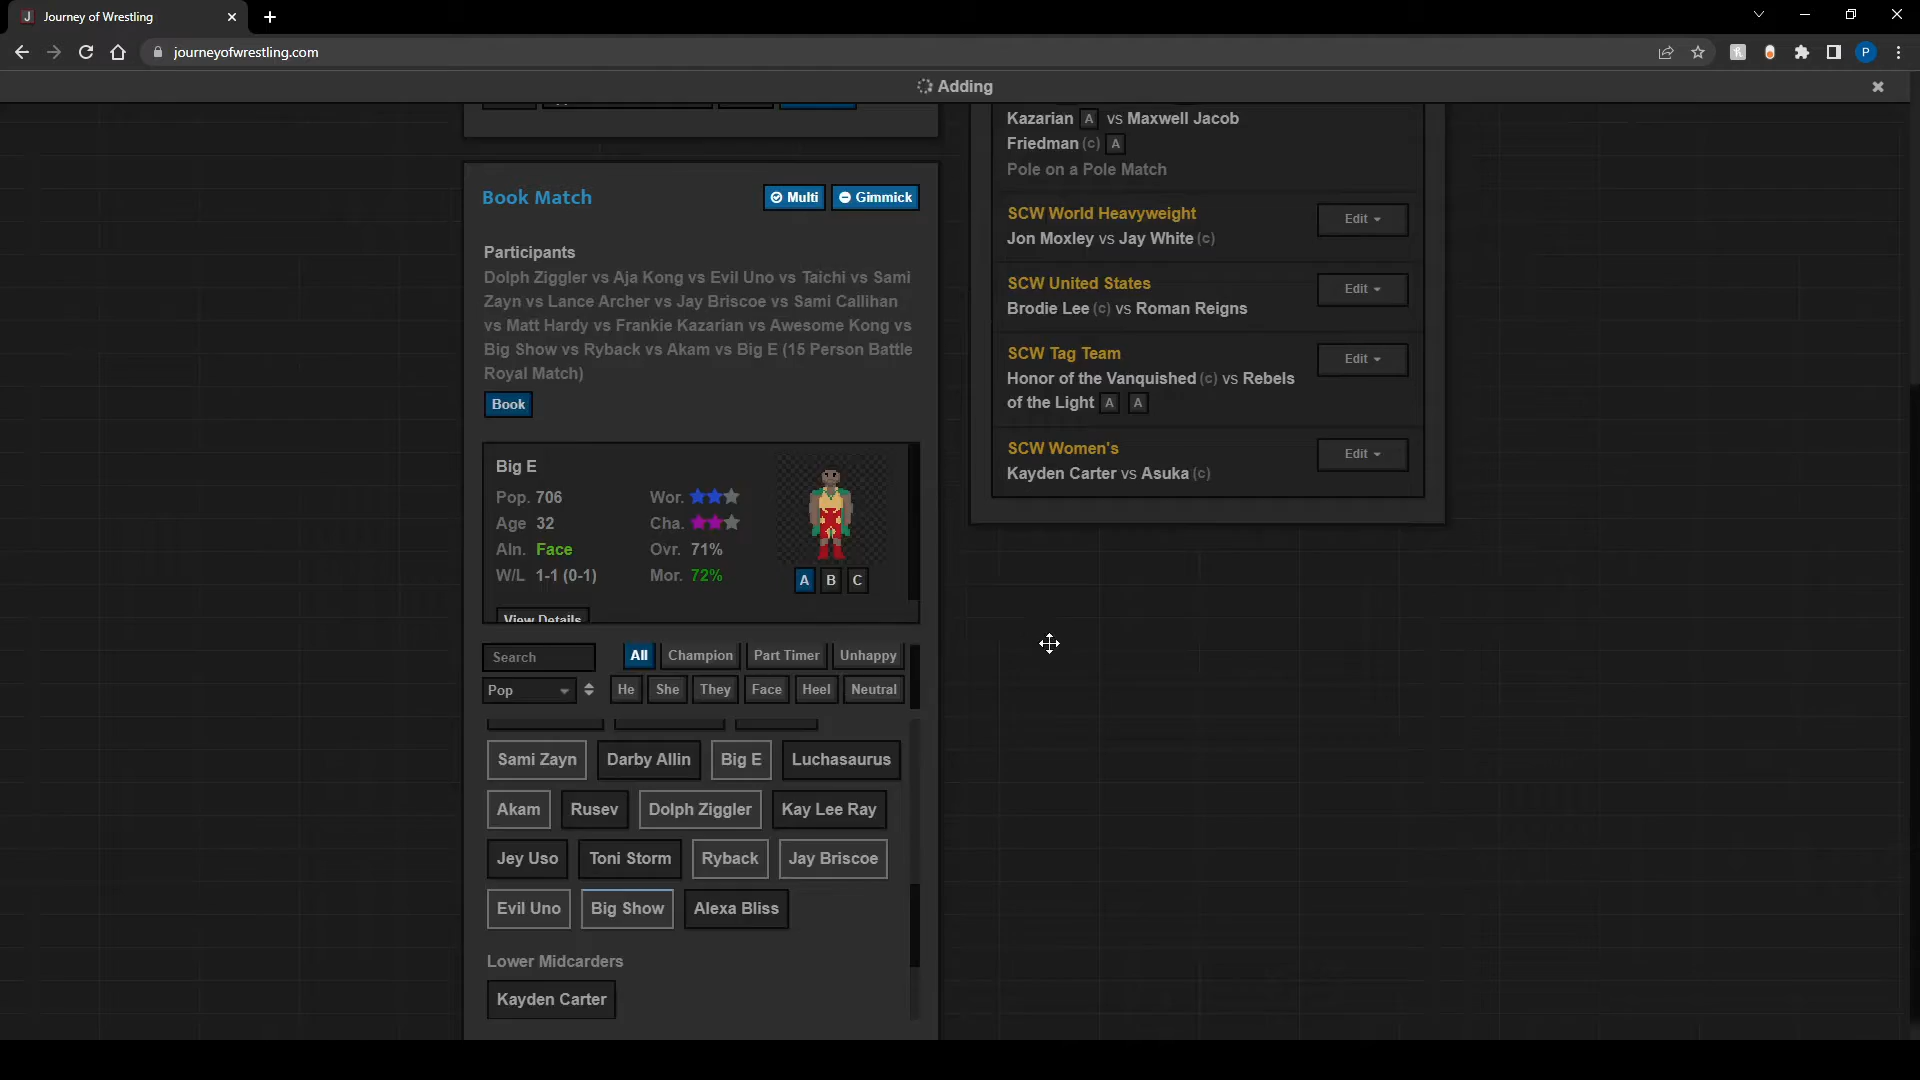 Journey of Wrestling
journeyofwrestling.com
P
Adding
Book Match
Multi
Gimmick
Participants
Dolph Ziggler vs Aja Kong vs Evil Uno vs Taichi vs Sami
Zayn vs Lance Archer vs Jay Briscoe vs Sami Callihan
vs Matt Hardy vs Frankie Kazarian vs Awesome Kong vs
Big Show vs Ryback vs Akam vs Big E (15 Person Battle
Royal Match)
Book
Big E
Pop. 706 Wor.
Age 32 Cha.
Aln. Face Ovr. 71%
W/L 1-1 (0-1) Mor. 72%
A B C
View Details
Search All Champion Part Timer Unhappy
Pop He She They Face Heel Neutral
Sami Zayn Darby Allin Big E Luchasaurus
Akam Rusev Dolph Ziggler Kay Lee Ray
Jey Uso Toni Storm Ryback Jay Briscoe
Evil Uno Big Show Alexa Bliss
Lower Midcarders
Kayden Carter
Kazarian A vs Maxwell Jacob
Friedman (c) A
Pole on a Pole Match
SCW World Heavyweight Edit
Jon Moxley vs Jay White (c)
SCW United States Edit
Brodie Lee (c) vs Roman Reigns
SCW Tag Team Edit
Honor of the Vanquished (c) vs Rebels
of the Light A A
SCW Women's Edit
Kayden Carter vs Asuka (c)